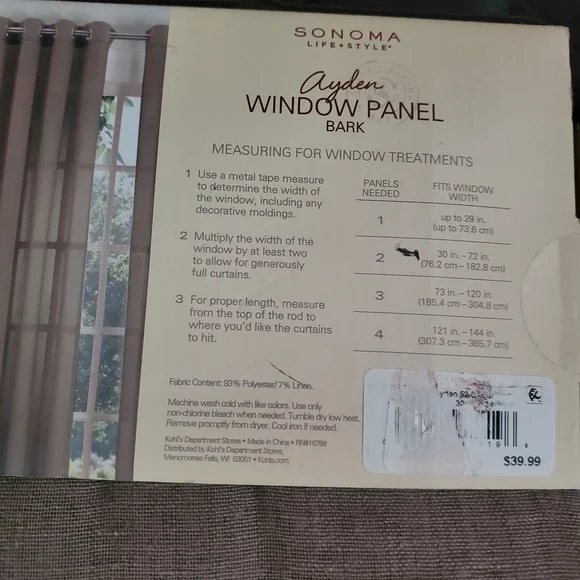 SONOMA
LIFE+STYLE
Ayden
WINDOW PANEL
BARK
MEASURING FOR WINDOW TREATMENTS
1 Use a metal tape measure
to determine the width of
the window, including any
decorative moldings.
2 Multiply the width of the
window by at least two
to allow for generously
full curtains.
3 For proper length, measure
from the top of the rod to
where you'd like the curtains
to hit.
PANELS NEEDED
FITS WINDOW WIDTH
1
up to 29 in.
(up to 73.6 cm)
2
30 in. – 72 in.
(76.2 cm – 182.8 cm)
3
73 in. – 120 in.
(185.4 cm – 304.8 cm)
4
121 in. – 144 in.
(307.3 cm – 365.7 cm)
Fabric Content: 93% Polyester/ 7% Linen.
Machine wash cold with like colors. Use only
non-chlorine bleach when needed. Tumble dry low heat.
Remove promptly from dryer. Cool iron if needed.
Kohl's Department Stores • Made in China • RN#16798
Distributed by Kohl's Department Stores,
Menomonee Falls, WI 53051 • Kohls.com
$39.99